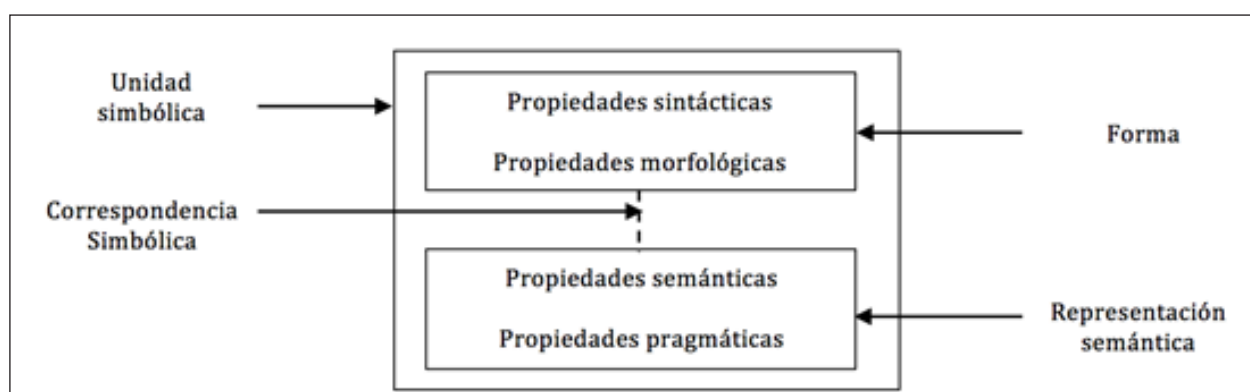 Unidad
simbólica
Propiedades sintácticas
Propiedades morfológicas
Forma
Correspondencia
Simbólica
Propiedades semánticas
Propiedades pragmáticas
Representación
semántica